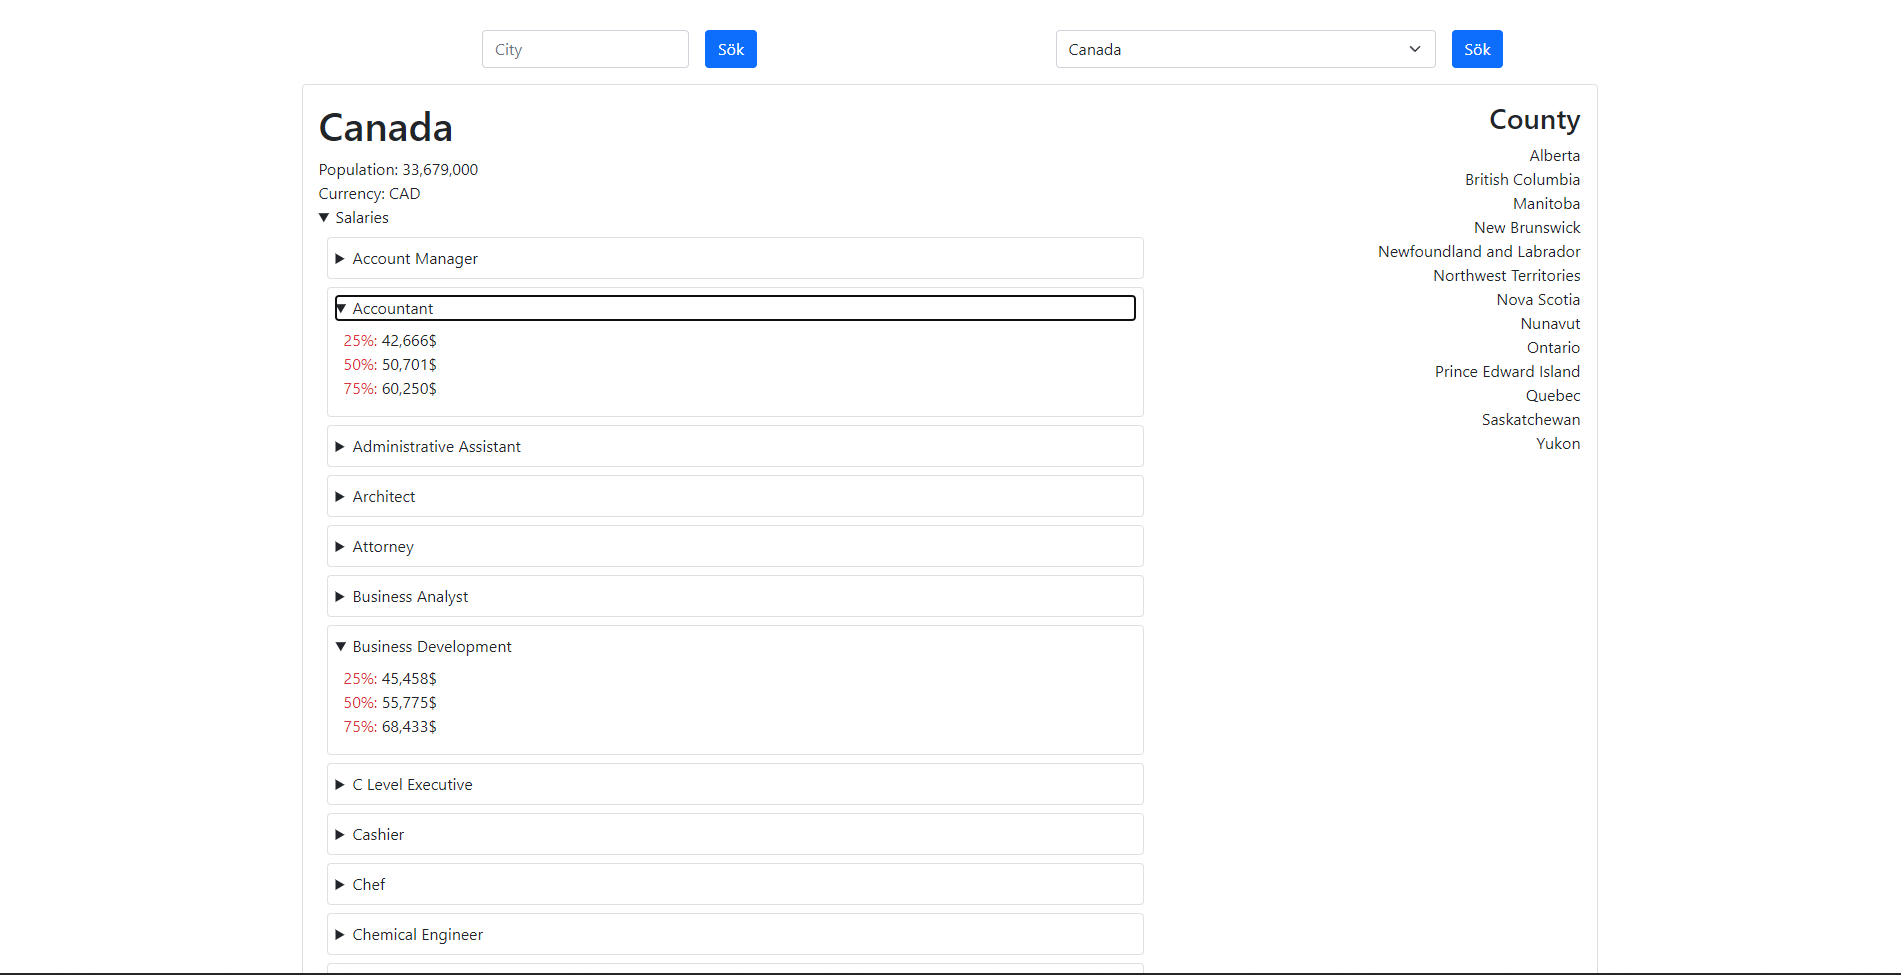 City
Sök
Canada
Sök
Canada
Population: 33,679,000
Currency: CAD
Salaries
Account Manager
Accountant
25%: 42,666$
50%: 50,701$
75%: 60,250$
Administrative Assistant
Architect
Attorney
Business Analyst
Business Development
25%: 45,458$
50%: 55,775$
75%: 68,433$
C Level Executive
Cashier
Chef
Chemical Engineer
County
Alberta
British Columbia
Manitoba
New Brunswick
Newfoundland and Labrador
Northwest Territories
Nova Scotia
Nunavut
Ontario
Prince Edward Island
Quebec
Saskatchewan
Yukon